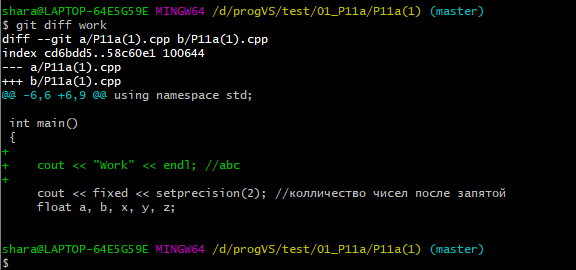 shara@LAPTOP-64E5G59E MINGW64 /d/progVS/test/01_P11a/P11a(1) (master)
$ git diff work
diff --git a/P11a(1).cpp b/P11a(1).cpp
index cd6bdd5..58c60e1 100644
--- a/P11a(1).cpp
+++ b/P11a(1).cpp
@@ -6,6 +6,9 @@ using namespace std;

 int main()
 {
+
+    cout << "Work" << endl; //abc
+
     cout << fixed << setprecision(2); //колличество чисел после запятой
     float a, b, x, y, z;

shara@LAPTOP-64E5G59E MINGW64 /d/progVS/test/01_P11a/P11a(1) (master)
$